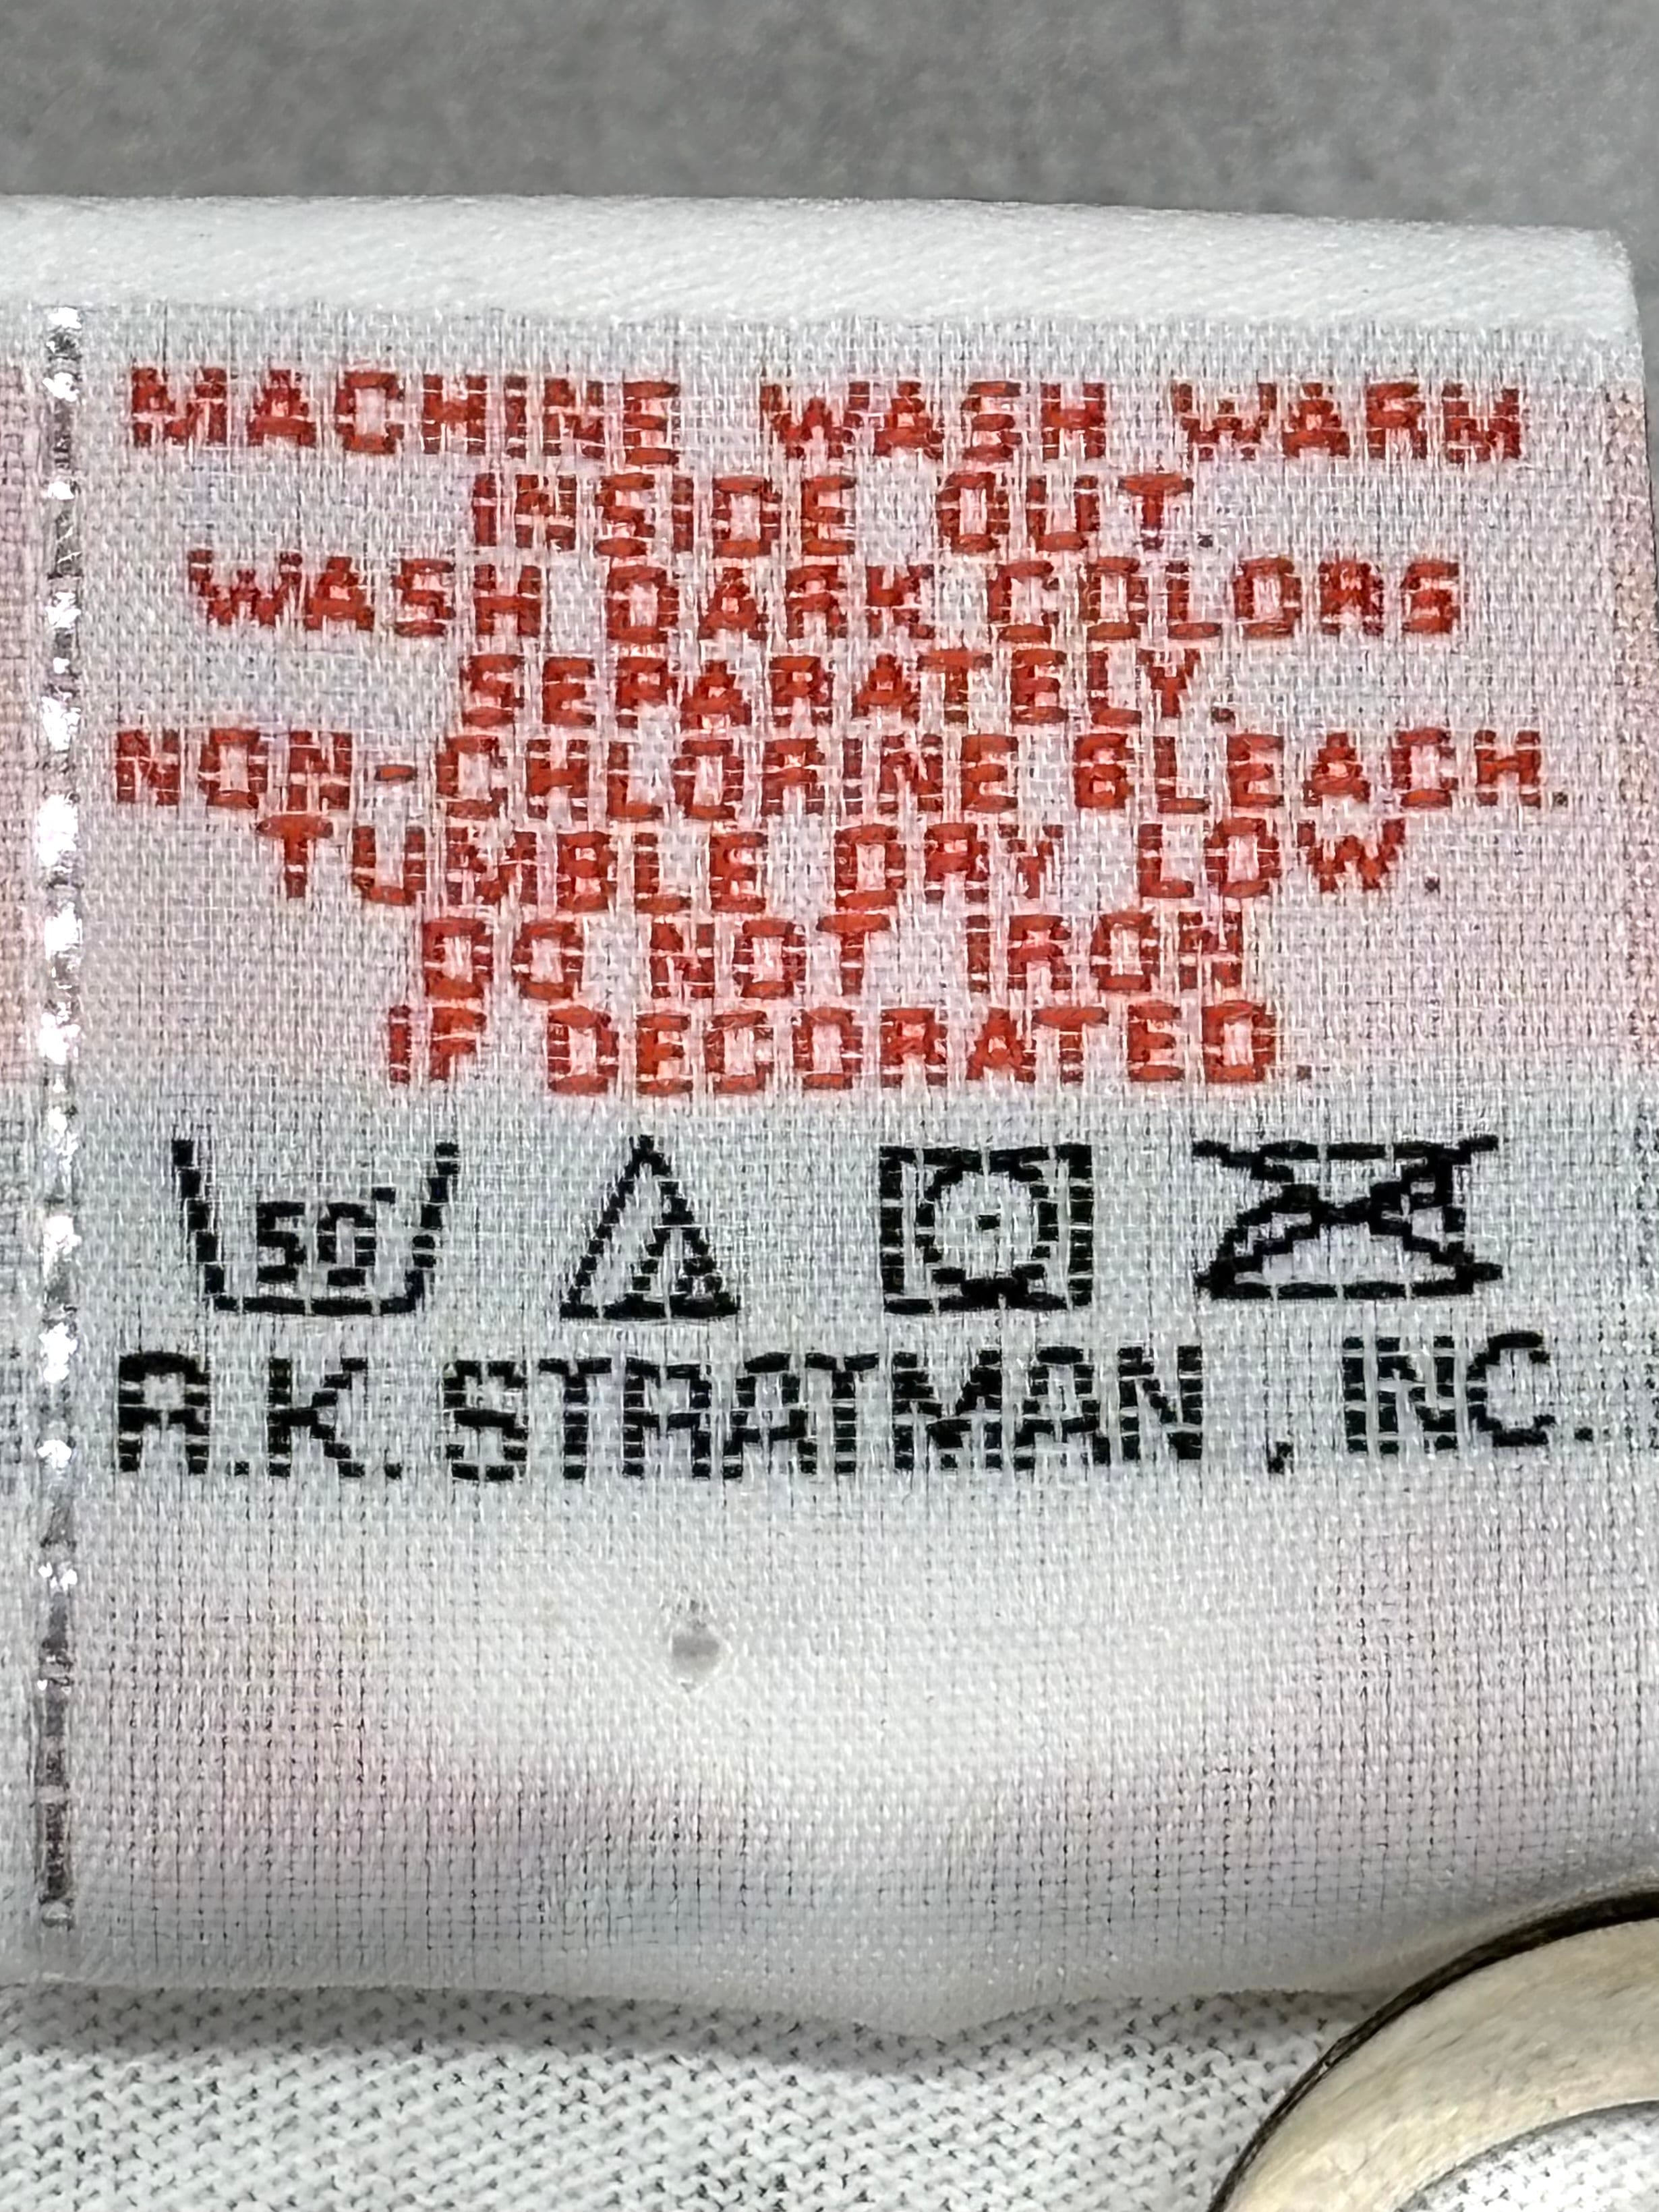 MACHINE WASH WARM
INSIDE OUT.
WASH DARK COLORS
SEPARATELY.
NON-CHLORINE BLEACH.
TUMBLE DRY LOW.
DO NOT IRON
IF DECORATED.
50°
A.K. STRATMAN, INC.